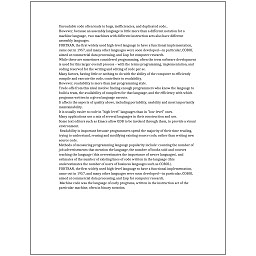 Unreadable code often leads to bugs, inefficiencies, and duplicated code.,
However, because an assembly language is little more than a different notation for a
machine language, two machines with different instruction sets also have different
assembly languages.
FORTRAN, the first widely used high-level language to have a functional implementation,
came out in 1957, and many other languages were soon developed—in particular, COBOL
aimed at commercial data processing, and Lisp for computer research.
While these are sometimes considered programming, often the term software development
is used for this larger overall process – with the terms programming, implementation, and
coding reserved for the writing and editing of code per se.
Many factors, having little or nothing to do with the ability of the computer to efficiently
compile and execute the code, contribute to readability.
However, readability is more than just programming style.
Trade-offs from this ideal involve finding enough programmers who know the language to
build a team, the availability of compilers for that language, and the efficiency with which
programs written in a given language execute.
It affects the aspects of quality above, including portability, usability and most importantly
maintainability.
It is usually easier to code in "high-level" languages than in "low-level" ones.
Many applications use a mix of several languages in their construction and use.
Some text editors such as Emacs allow GDB to be invoked through them, to provide a visual
environment.
Readability is important because programmers spend the majority of their time reading,
trying to understand, reusing and modifying existing source code, rather than writing new
source code.
Methods of measuring programming language popularity include: counting the number of
job advertisements that mention the language, the number of books sold and courses
teaching the language (this overestimates the importance of newer languages), and
estimates of the number of existing lines of code written in the language (this
underestimates the number of users of business languages such as COBOL).
FORTRAN, the first widely used high-level language to have a functional implementation,
came out in 1957, and many other languages were soon developed—in particular, COBOL
aimed at commercial data processing, and Lisp for computer research.
Machine code was the language of early programs, written in the instruction set of the
particular machine, often in binary notation.